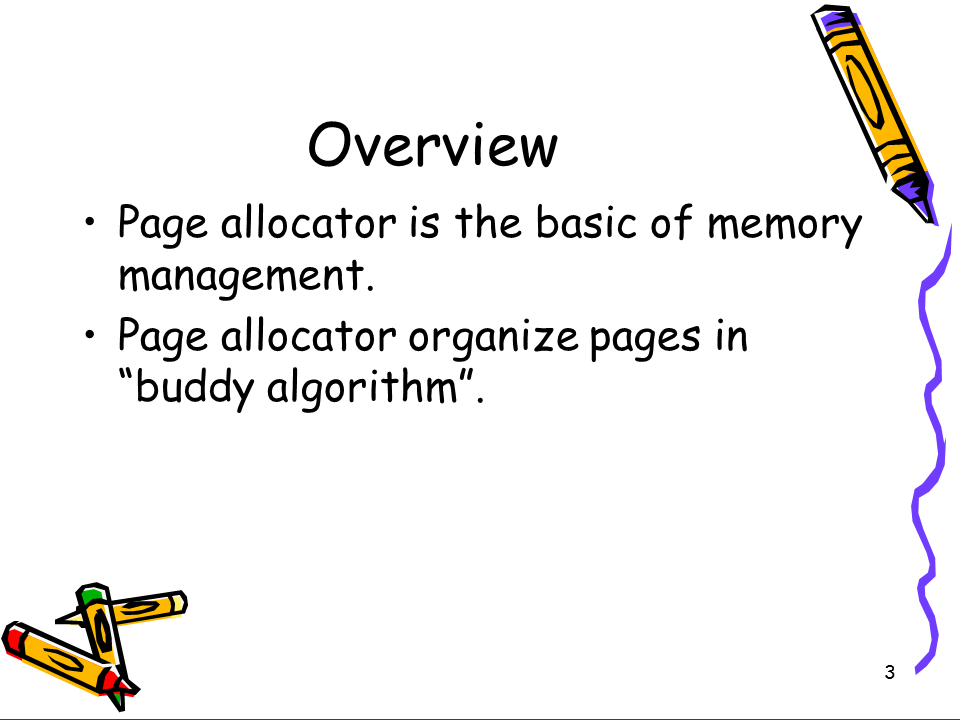 Overview
• Page allocator is the basic of memory
management.
• Page allocator organize pages in
“buddy algorithm”.
3